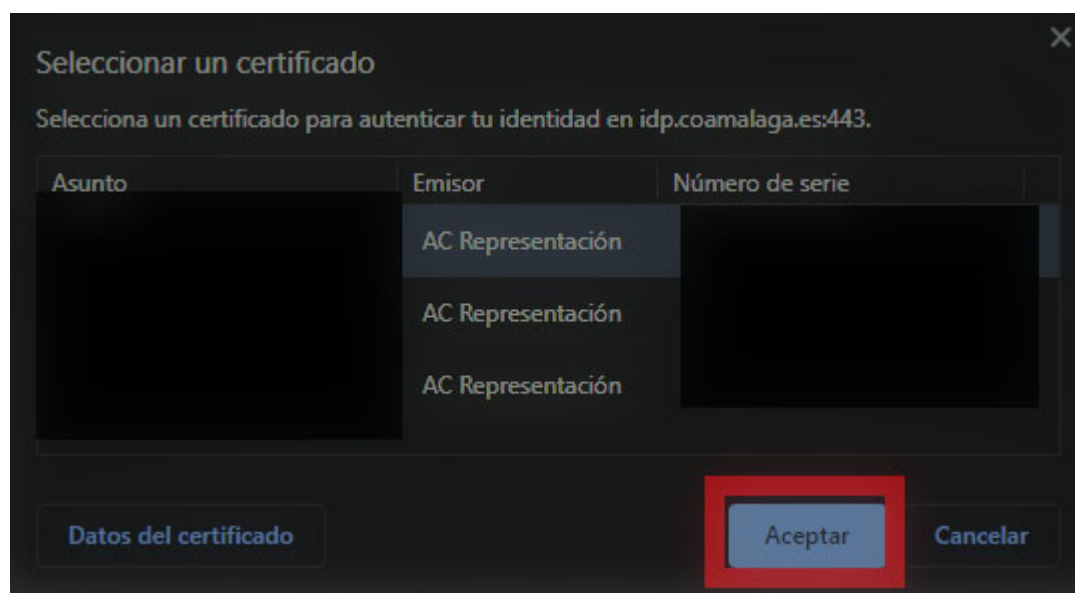 Seleccionar un certificado
Selecciona un certificado para autenticar tu identidad en idp.coamalaga.es:443.
Asunto Emisor Número de serie
AC Representación
AC Representación
AC Representación
Datos del certificado Aceptar Cancelar